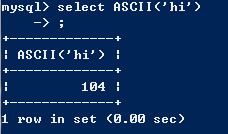 mysql> select ASCII('hi')
    -> ;
+-------------+
| ASCII('hi') |
+-------------+
|         104 |
+-------------+
1 row in set (0.00 sec)